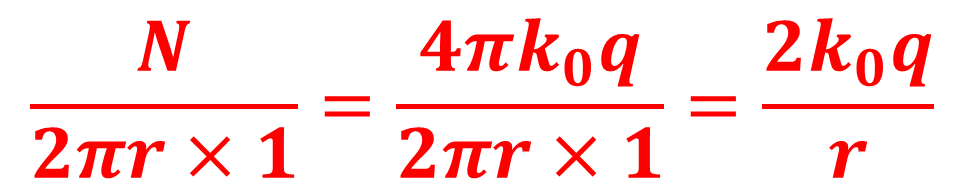 N / 2πr × 1 = 4πk₀q / 2πr × 1 = 2k₀q / r